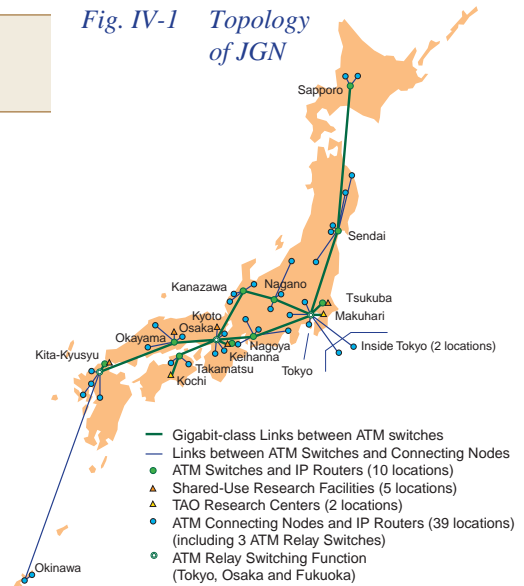 Fig. IV-1 Topology
of JGN
Sapporo
Sendai
Kanazawa
Nagano
Tsukuba
Makuhari
Kyoto
Osaka
Okayama
Inside Tokyo (2 locations)
Kita-Kyusyu
Nagoya
Keihanna
Takamatsu
Tokyo
Kochi
Gigabit-class Links between ATM switches
Links between ATM Switches and Connecting Nodes
ATM Switches and IP Routers (10 locations)
Shared-Use Research Facilities (5 locations)
TAO Research Centers (2 locations)
ATM Connecting Nodes and IP Routers (39 locations)
(including 3 ATM Relay Switches)
ATM Relay Switching Function
(Tokyo, Osaka and Fukuoka)
Okinawa